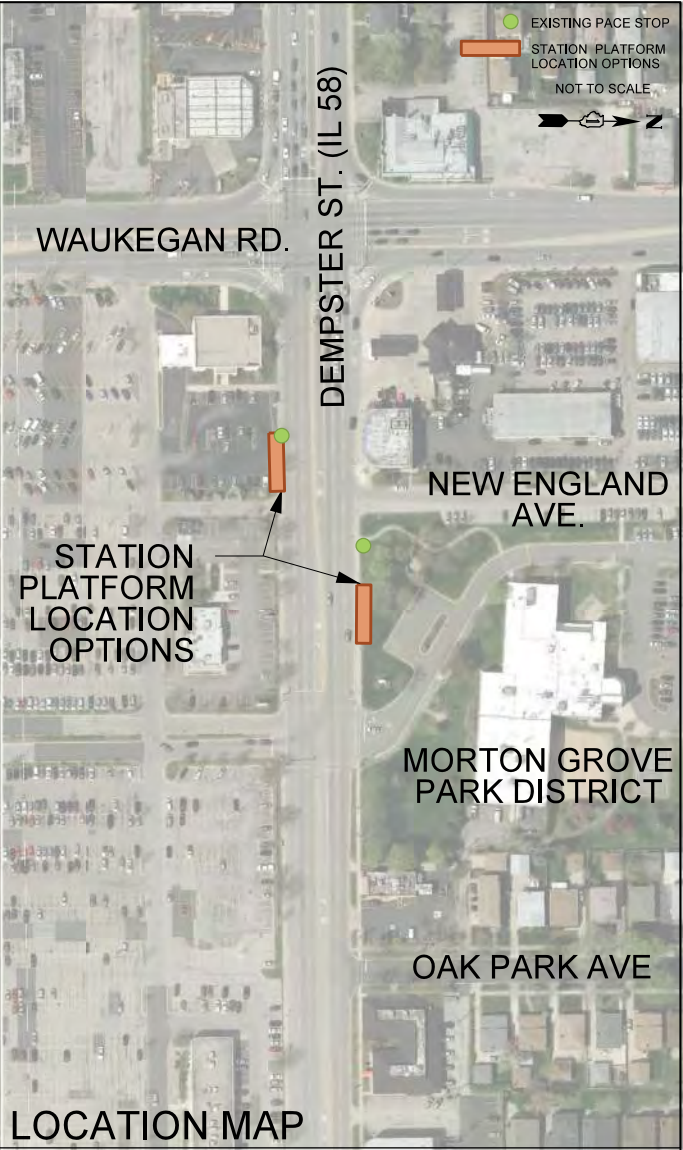 EXISTING PACE STOP
STATION PLATFORM
LOCATION OPTIONS
NOT TO SCALE
N
DEMPSTER ST. (IL 58)
WAUKEGAN RD.
NEW ENGLAND
AVE.
STATION
PLATFORM
LOCATION
OPTIONS
MORTON GROVE
PARK DISTRICT
OAK PARK AVE
LOCATION MAP